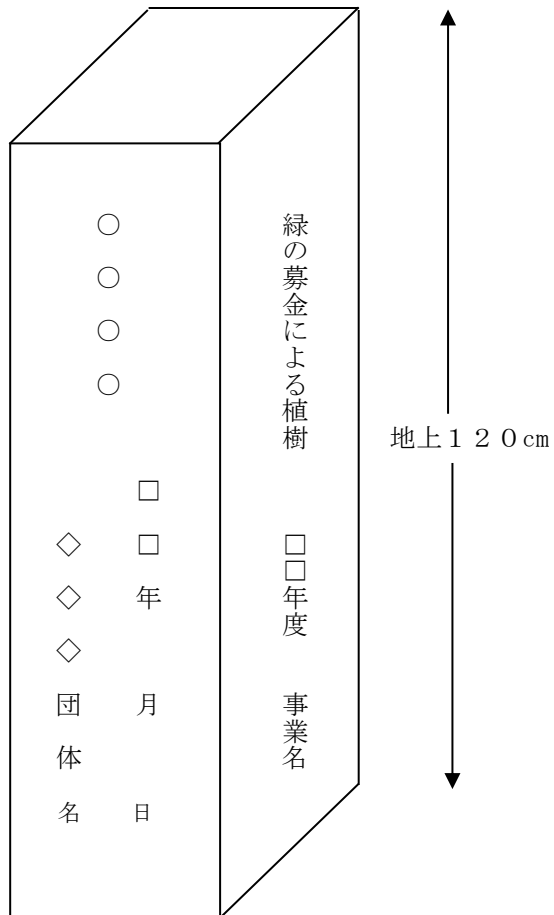 ○○○○
□□年　月　日
◇◇◇団体名
緑の募金による植樹　□□年度　事業名
地上１２０cm